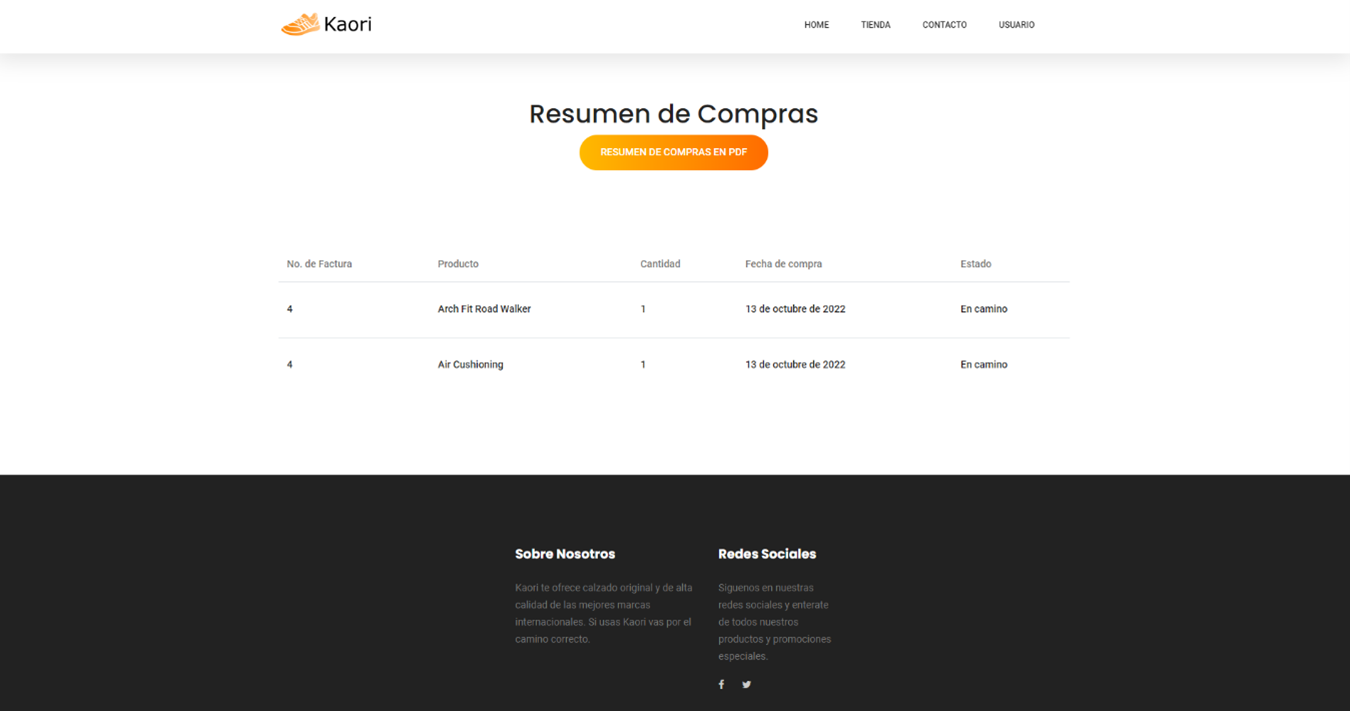 Kaori
HOME TIENDA CONTACTO USUARIO
Resumen de Compras
RESUMEN DE COMPRAS EN PDF
No. de Factura Producto Cantidad Fecha de compra Estado
4 Arch Fit Road Walker 1 13 de octubre de 2022 En camino
4 Air Cushioning 1 13 de octubre de 2022 En camino
Sobre Nosotros
Kaori te ofrece calzado original y de alta
calidad de las mejores marcas
internacionales. Si usas Kaori vas por el
camino correcto.
Redes Sociales
Siguenos en nuestras
redes sociales y enterate
de todos nuestros
productos y promociones
especiales.